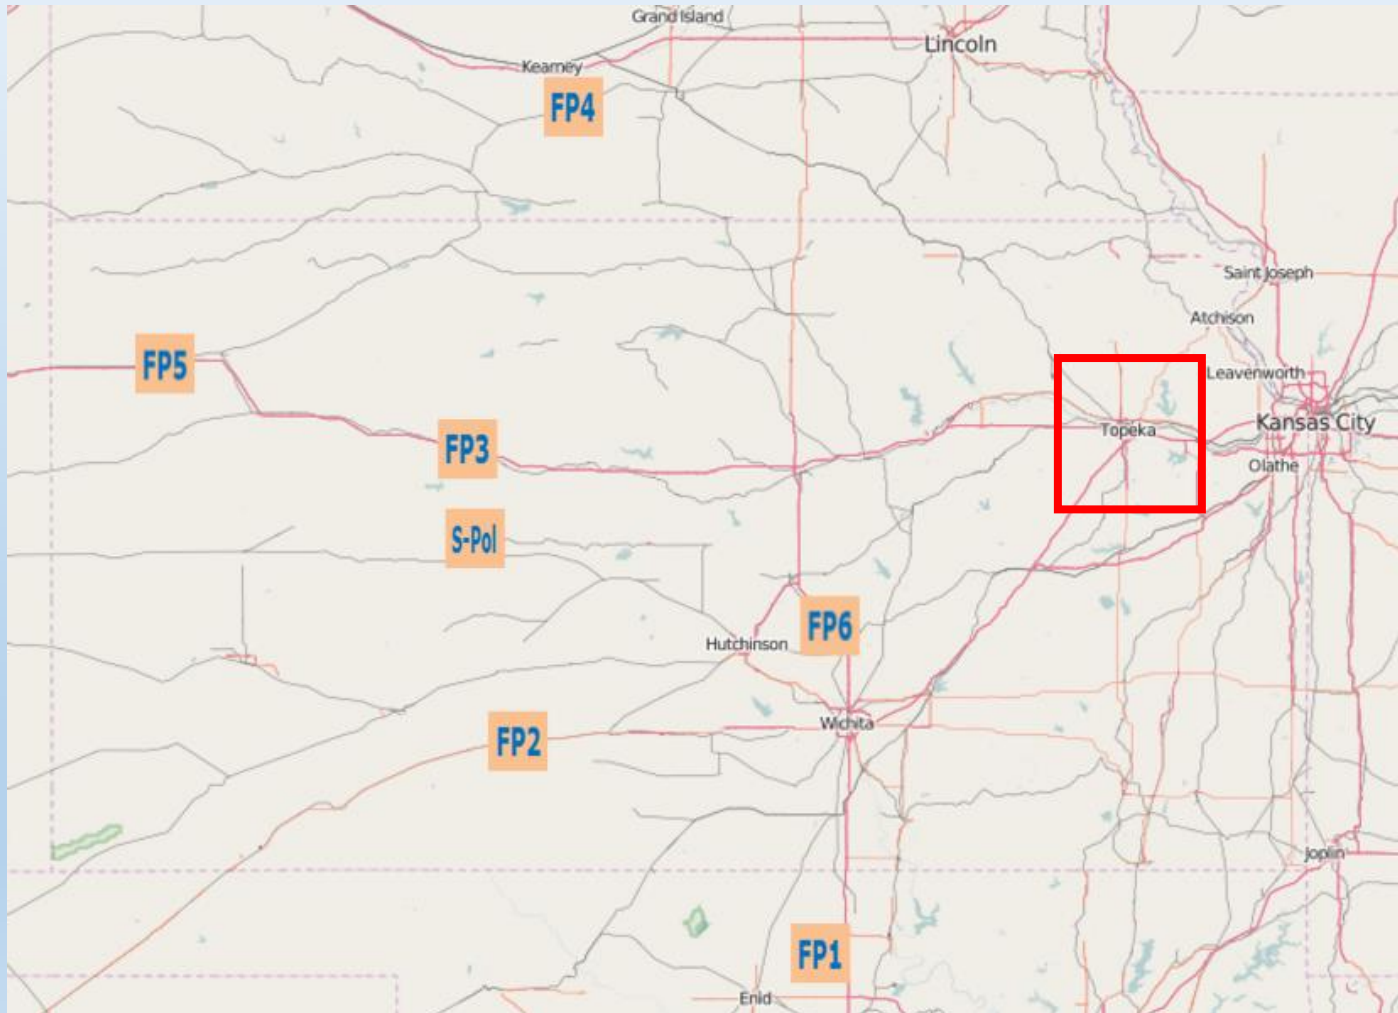 Grand Island
Lincoln
Kearney
FP4
Saint Joseph
Atchison
FP5
Leavenworth
Kansas City
Topeka
FP3
Olathe
S-Pol
FP6
Hutchinson
Wichita
FP2
Joplin
FP1
Enid